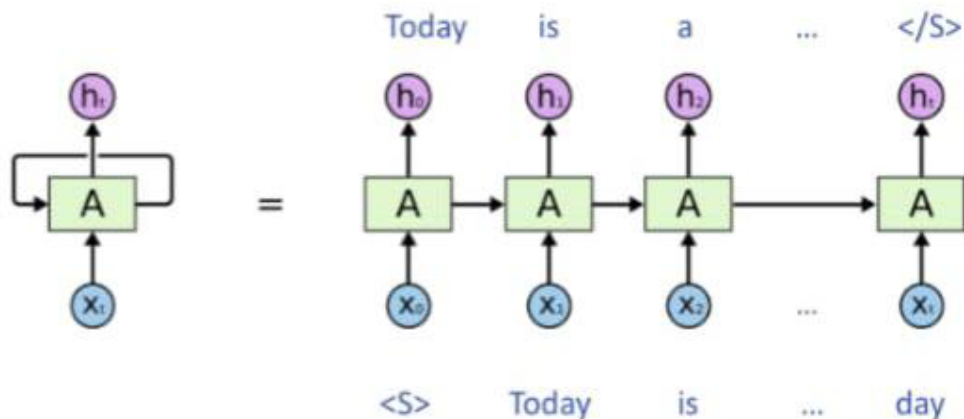 Today is a ... </S>
hₜ h₀ h₁ h₂ hₜ
A = A A A A
xₜ x₀ x₁ x₂ ... xₜ
<S> Today is ... day